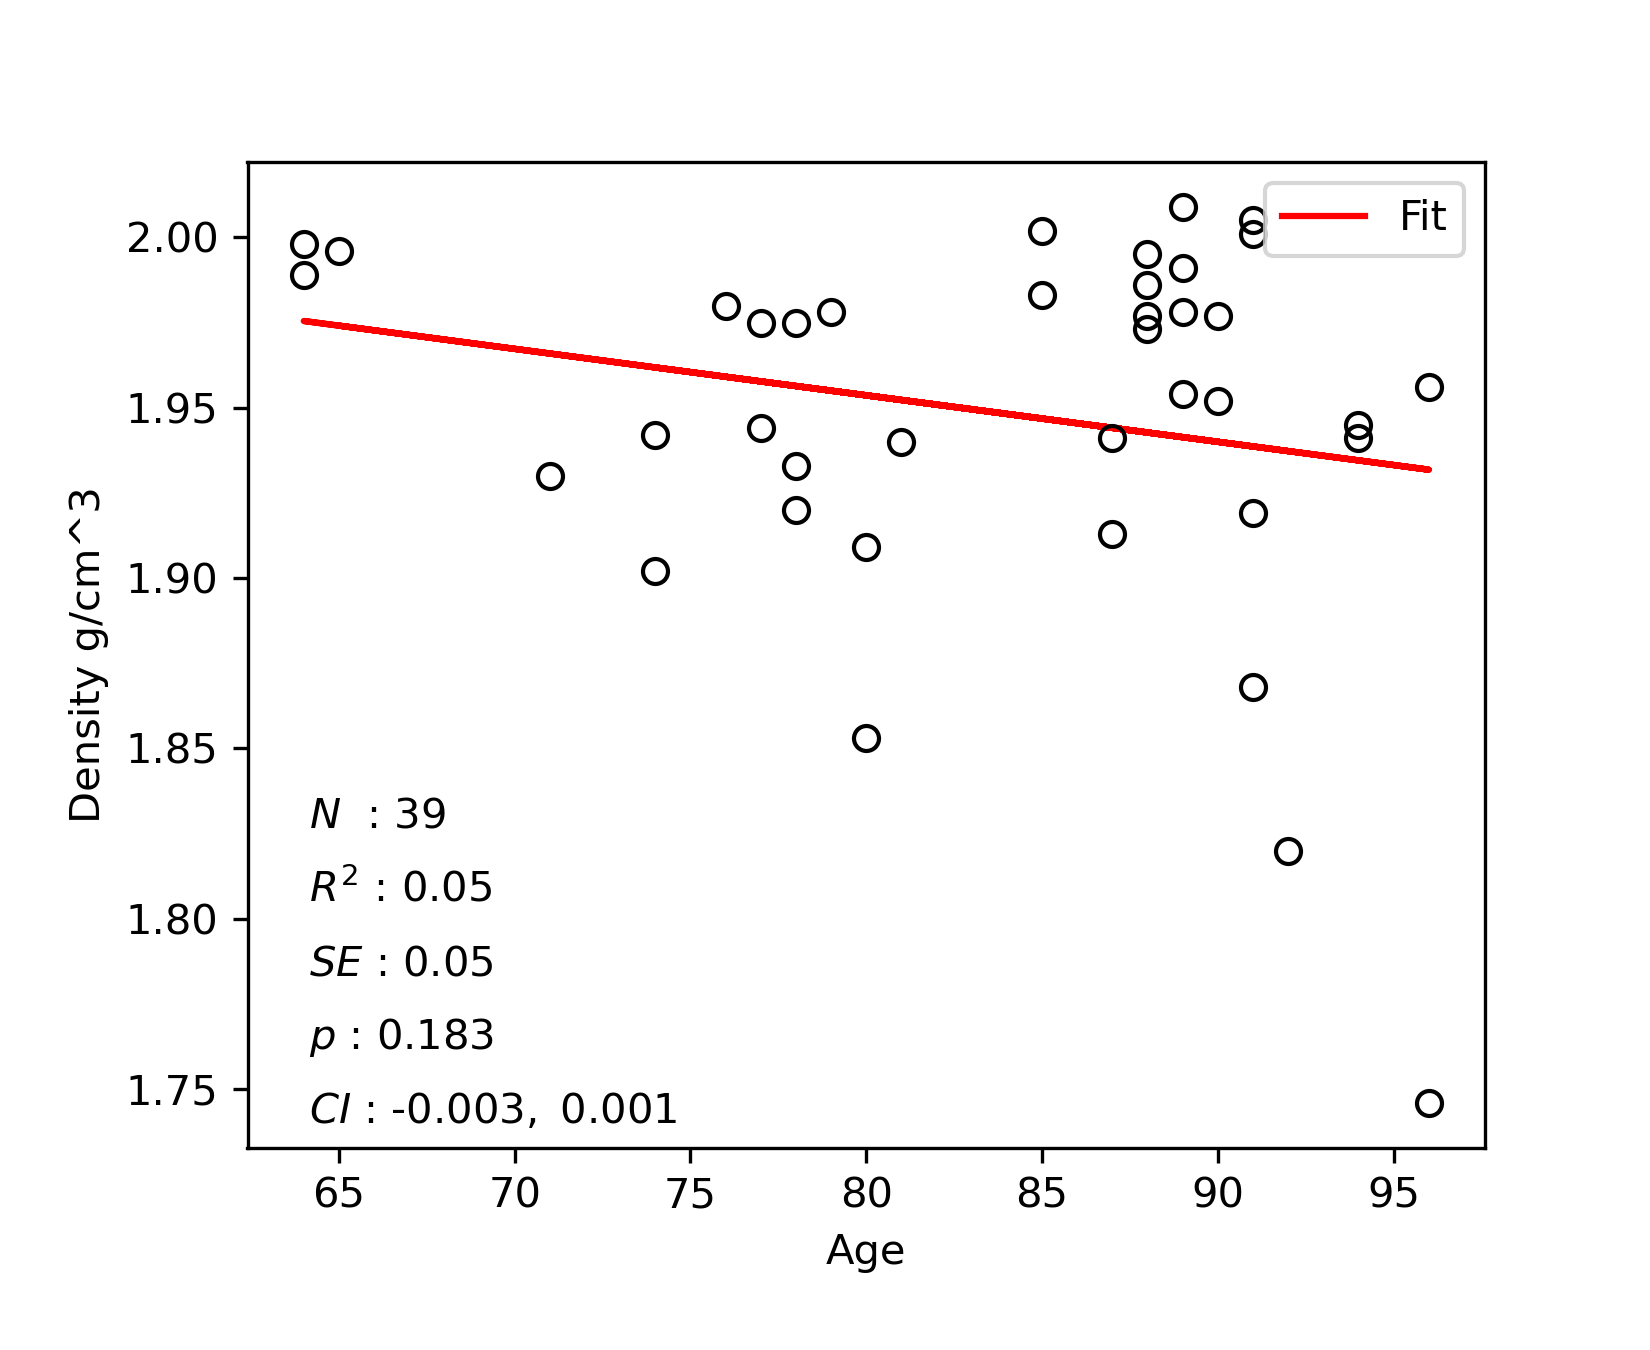 Fit
2.00
1.95
1.90
1.85
1.80
1.75
Density g/cm^3
N : 39
R² : 0.05
SE : 0.05
p : 0.183
CI : -0.003, 0.001
65 70 75 80 85 90 95
Age